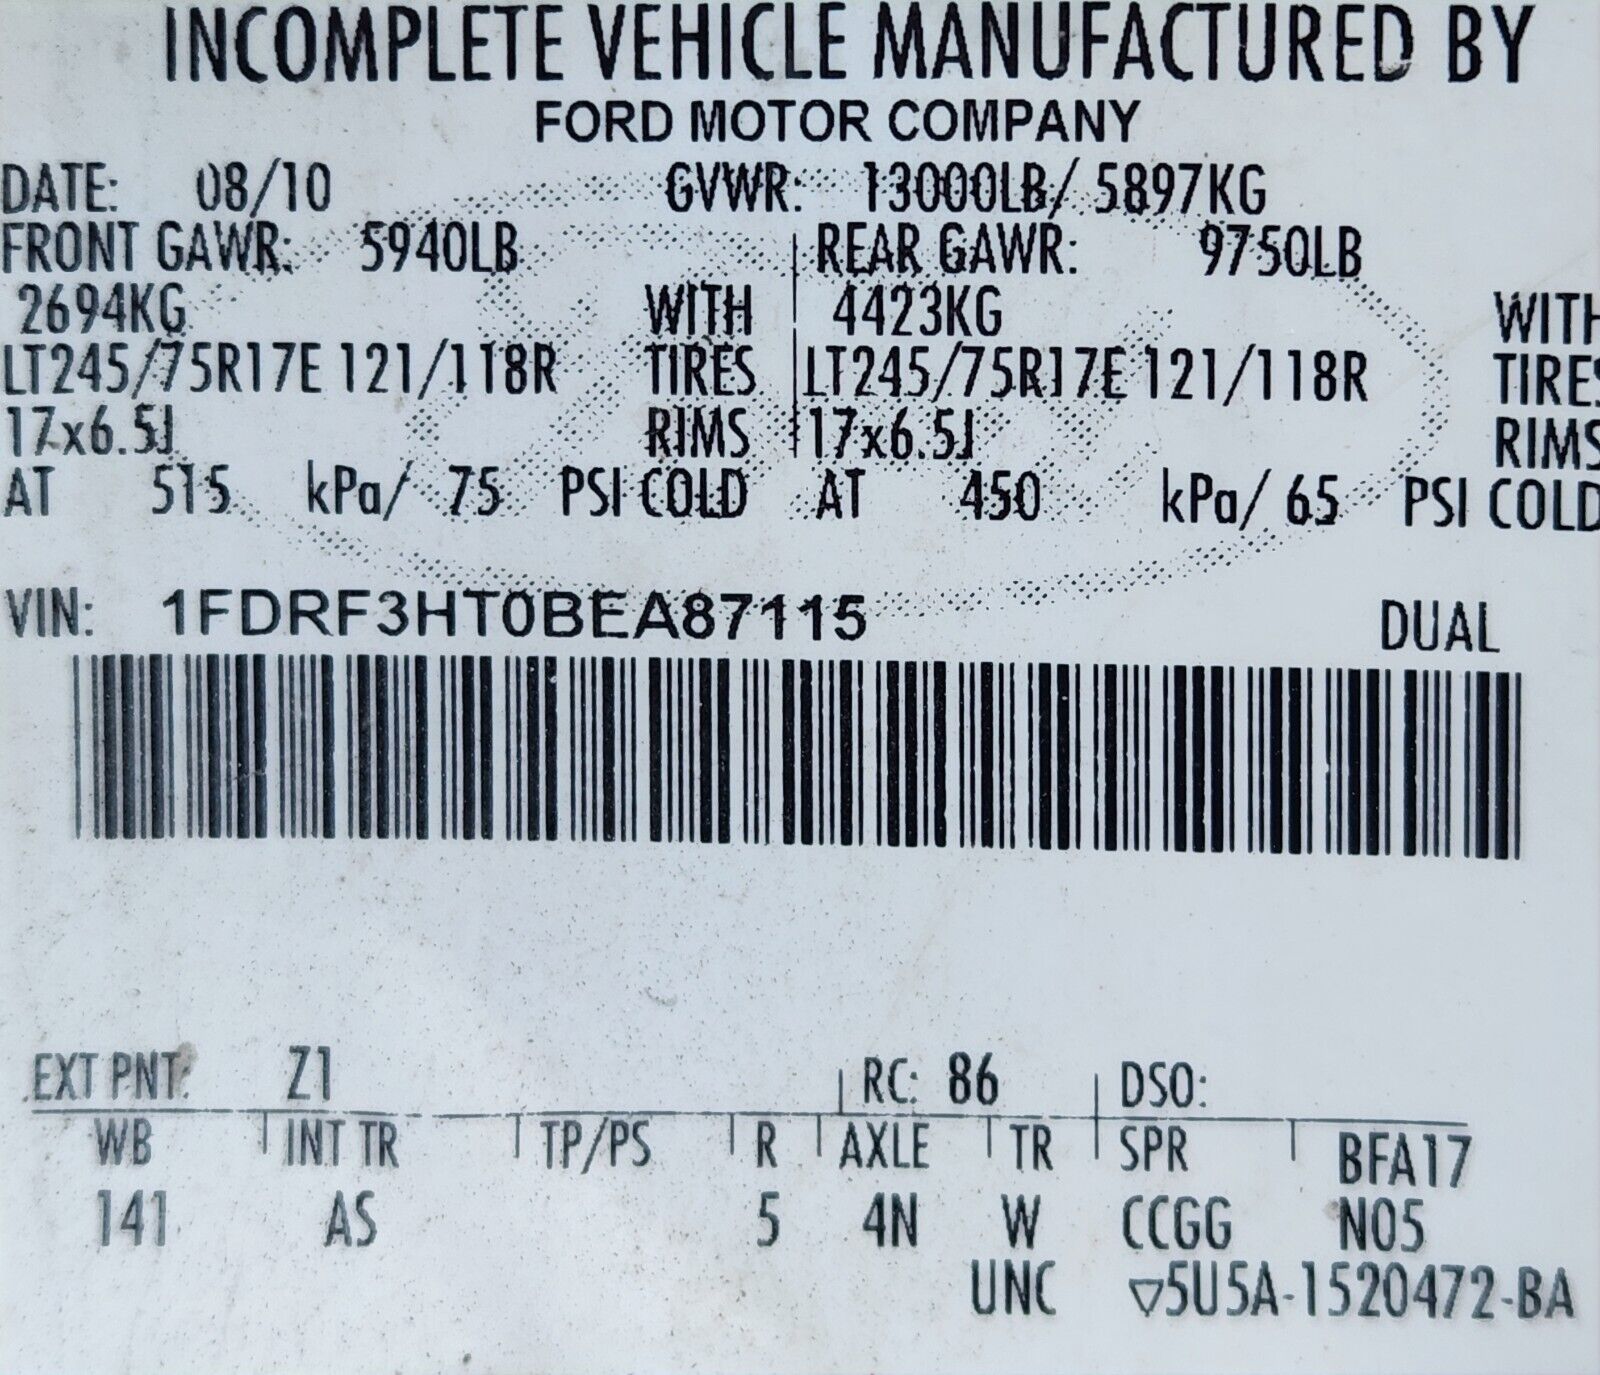 INCOMPLETE VEHICLE MANUFACTURED BY
FORD MOTOR COMPANY
DATE: 08/10 GVWR: 13000LB/ 5897KG
FRONT GAWR: 5940LB REAR GAWR: 9750LB
2694KG WITH 4423KG WITH
LT245/75R17E 121/118R TIRES LT245/75R17E 121/118R TIRES
17x6.5J RIMS 17x6.5J RIMS
AT 515 kPa/ 75 PSI COLD AT 450 kPa/ 65 PSI COLD
VIN: 1FDRF3HT0BEA87115 DUAL
EXT PNT: Z1 RC: 86 DSO:
WB INT TR TP/PS R AXLE TR SPR BFA17
141 AS 5 4N W CCGG N05
UNC ▽5U5A-1520472-BA